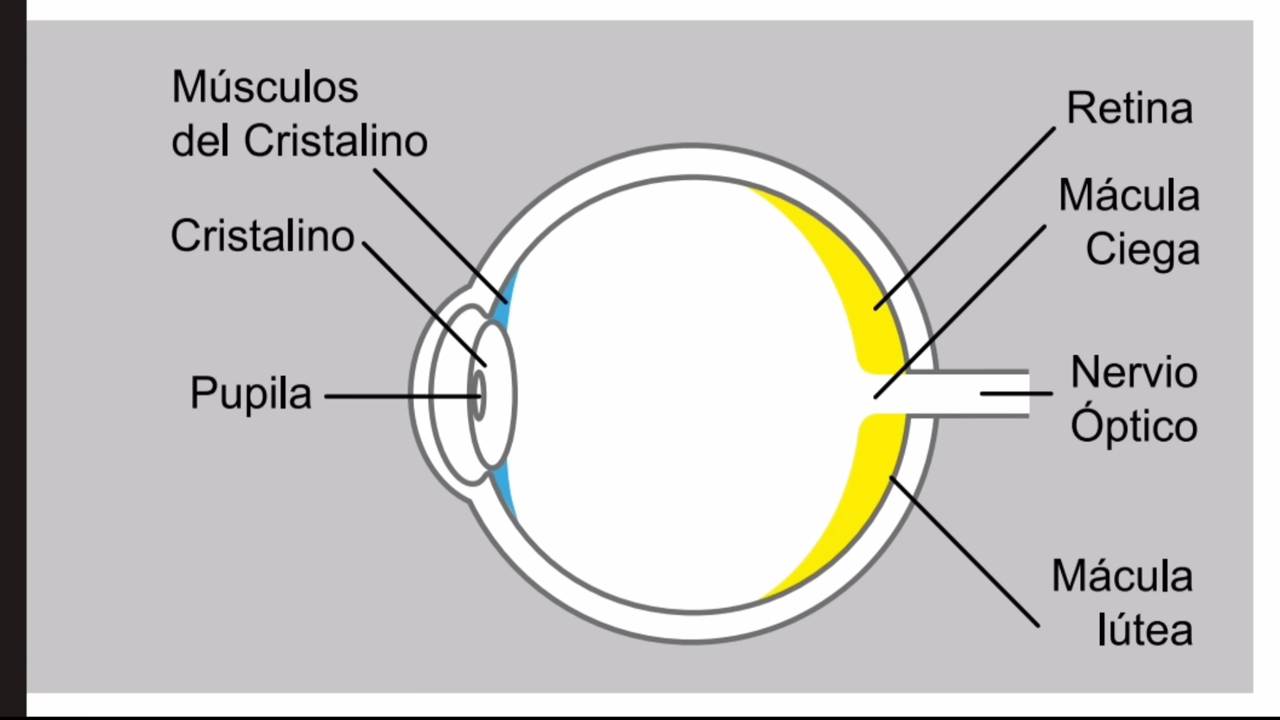 Músculos
del Cristalino
Cristalino
Pupila
Retina
Mácula
Ciega
Nervio
Óptico
Mácula
lútea